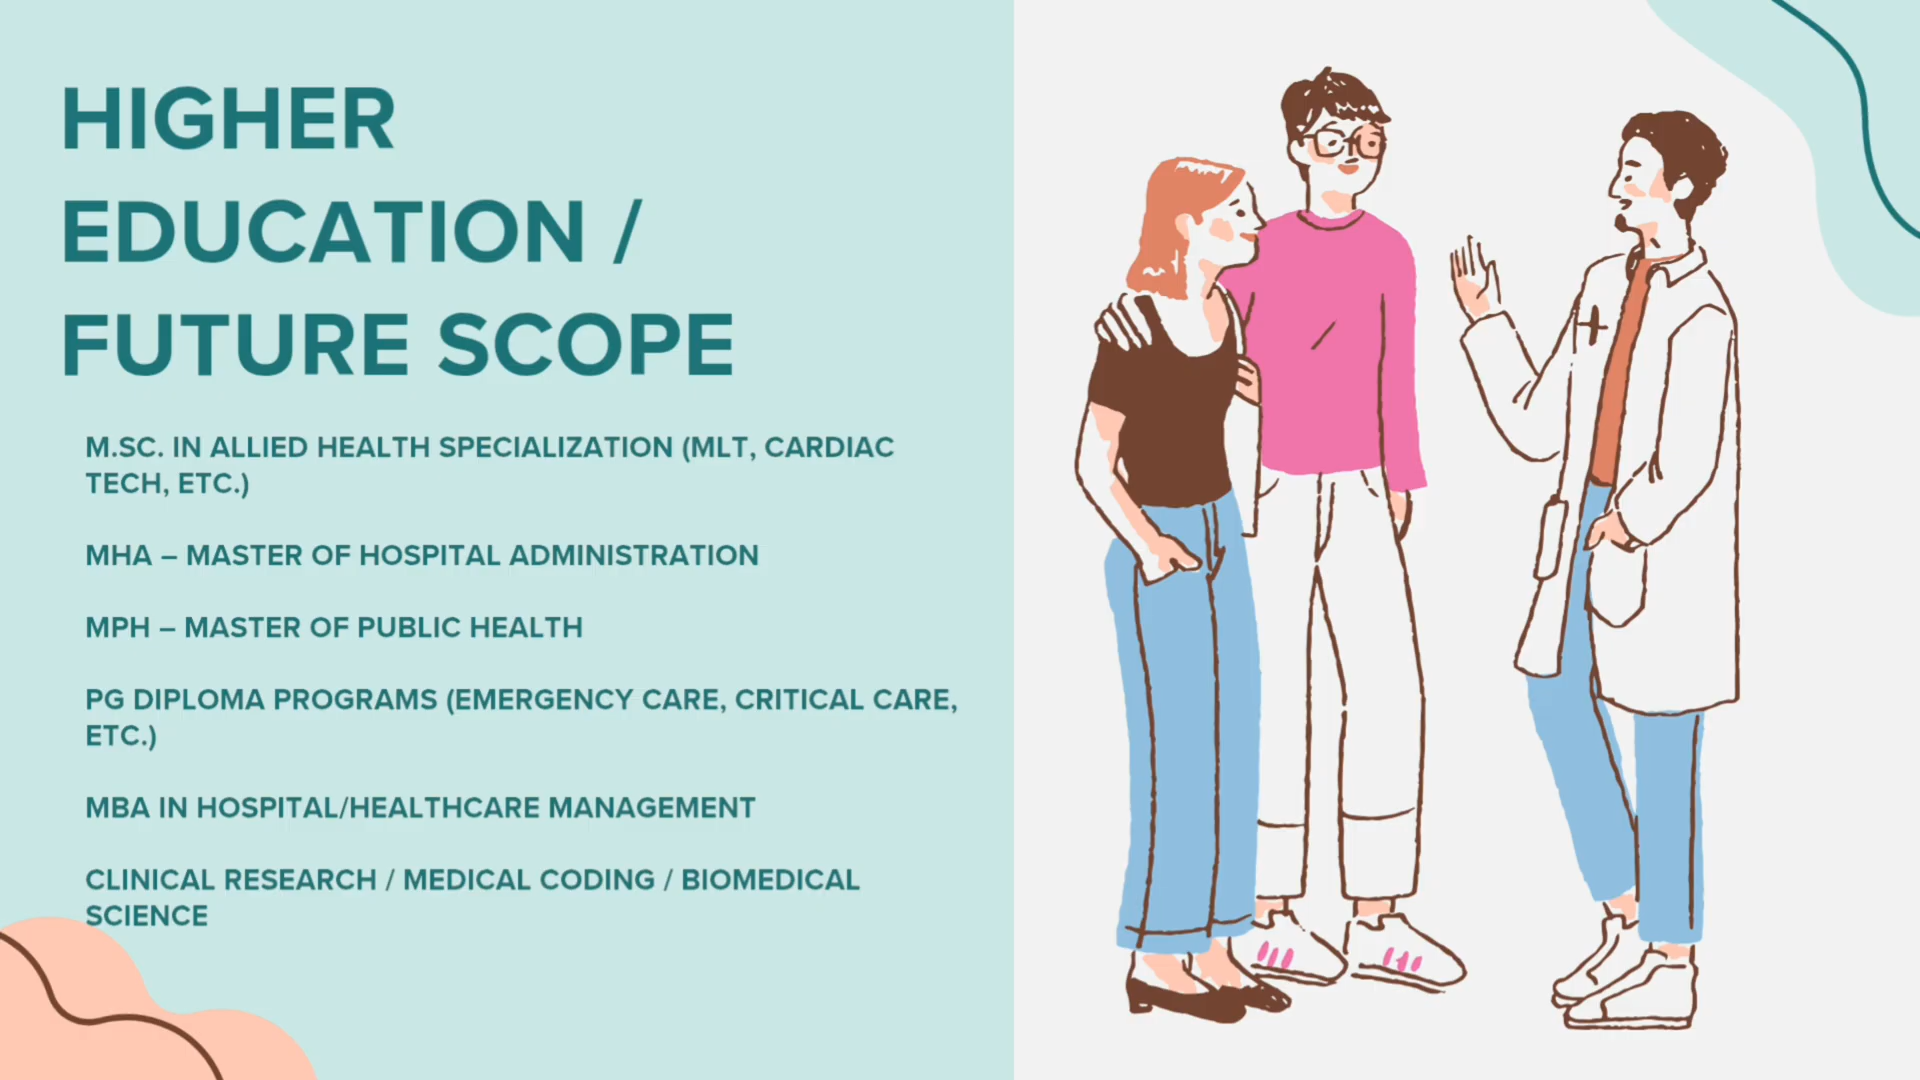 HIGHER
EDUCATION /
FUTURE SCOPE
M.SC. IN ALLIED HEALTH SPECIALIZATION (MLT, CARDIAC
TECH, ETC.)
MHA – MASTER OF HOSPITAL ADMINISTRATION
MPH – MASTER OF PUBLIC HEALTH
PG DIPLOMA PROGRAMS (EMERGENCY CARE, CRITICAL CARE,
ETC.)
MBA IN HOSPITAL/HEALTHCARE MANAGEMENT
CLINICAL RESEARCH / MEDICAL CODING / BIOMEDICAL
SCIENCE